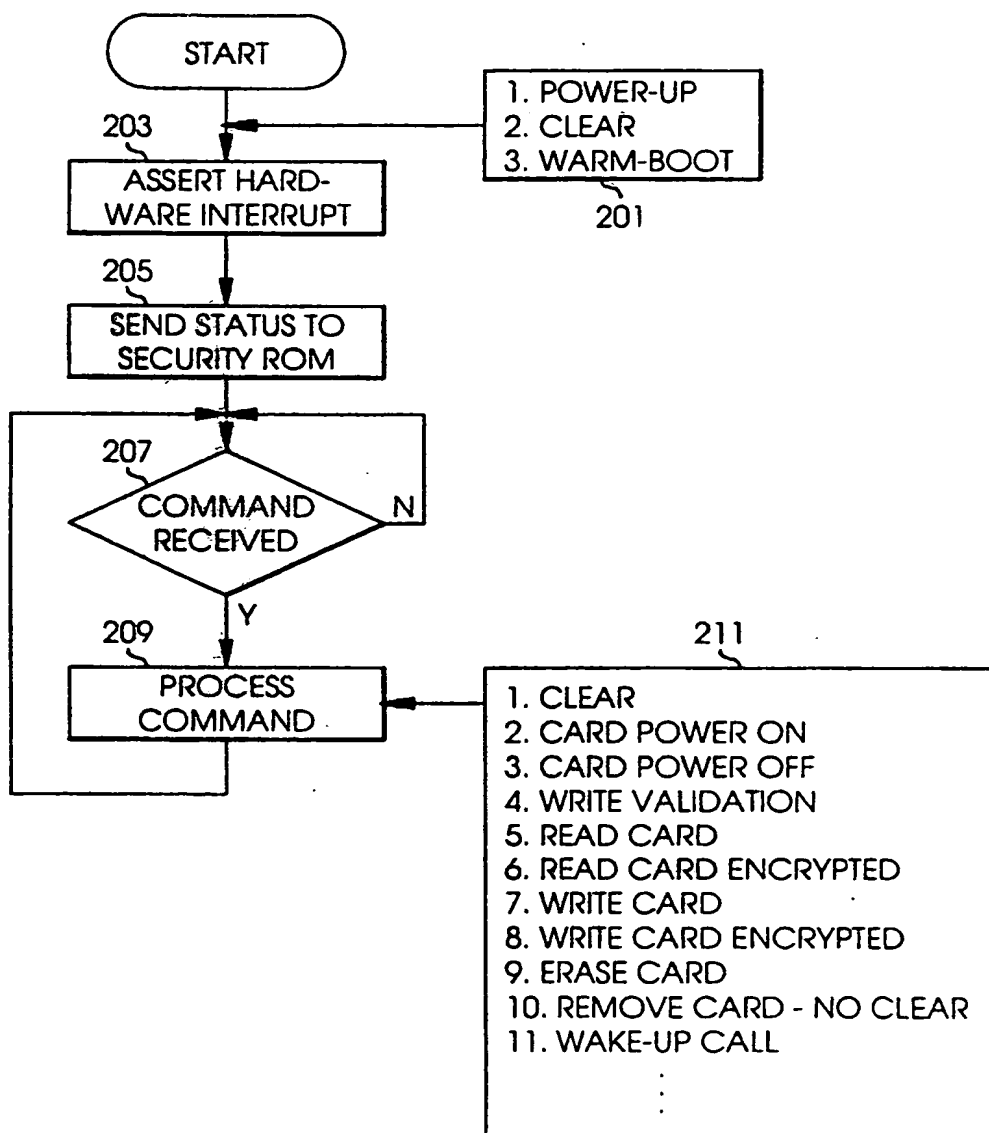 START
1. POWER-UP
2. CLEAR
3. WARM-BOOT
201
203
ASSERT HARD-
WARE INTERRUPT
205
SEND STATUS TO
SECURITY ROM
207
COMMAND
RECEIVED
N
Y
209
PROCESS
COMMAND
211
1. CLEAR
2. CARD POWER ON
3. CARD POWER OFF
4. WRITE VALIDATION
5. READ CARD
6. READ CARD ENCRYPTED
7. WRITE CARD
8. WRITE CARD ENCRYPTED
9. ERASE CARD
10. REMOVE CARD - NO CLEAR
11. WAKE-UP CALL